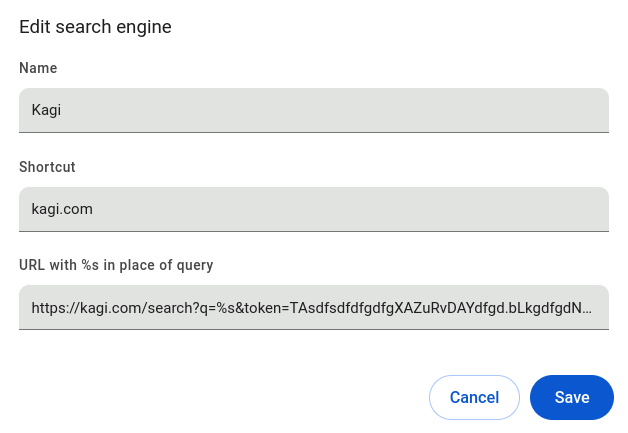 Edit search engine
Name
Kagi
Shortcut
kagi.com
URL with %s in place of query
https://kagi.com/search?q=%s&token=TAsdfsdfdfgdfgXAZuRvDAYdfgd.bLkgdfgdN…
Cancel Save